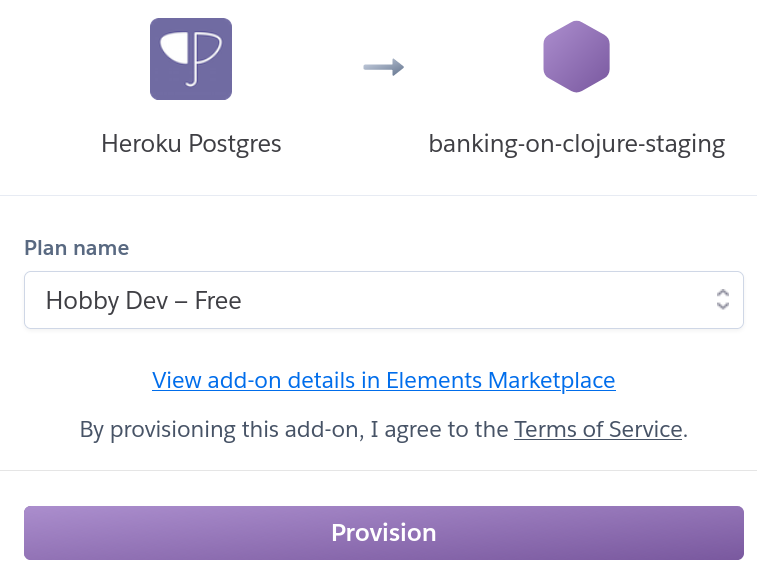 Heroku Postgres
banking-on-clojure-staging
Plan name
Hobby Dev – Free
View add-on details in Elements Marketplace
By provisioning this add-on, I agree to the Terms of Service.
Provision